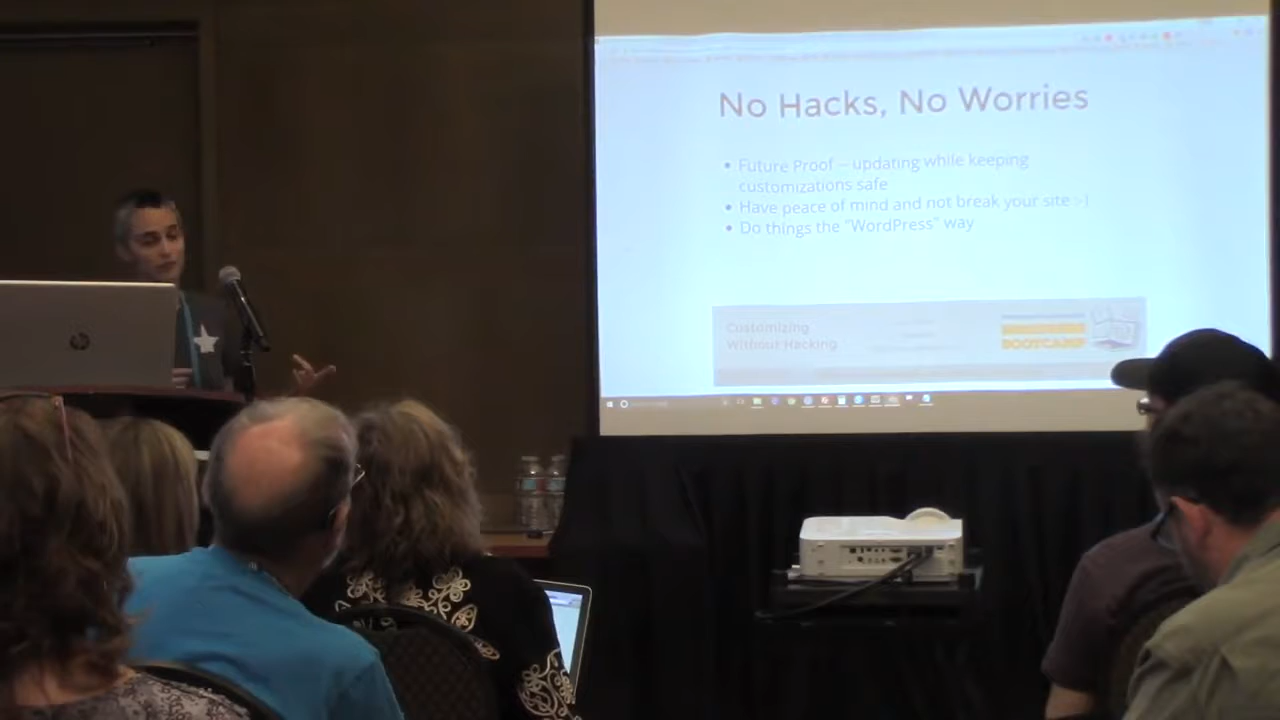 No Hacks, No Worries
• Future Proof – updating while keeping
customizations safe
• Have peace of mind and not break your site :-)
• Do things the "WordPress" way
Customizing
Without Hacking
BOOTCAMP
hp